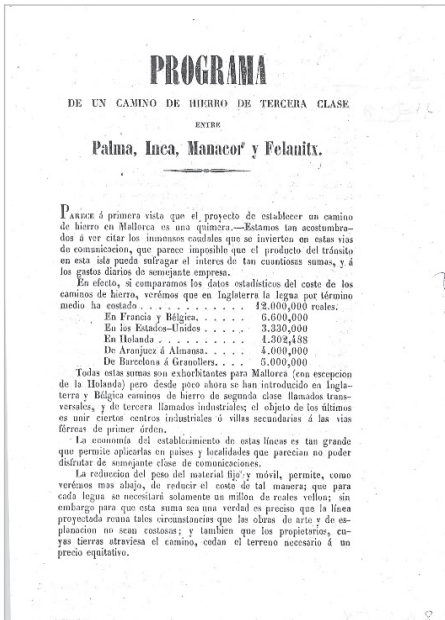 PROGRAMA
DE UN CAMINO DE HIERRO DE TERCERA CLASE
ENTRE
Palma, Inca, Manacor y Felanitx.
PARECE á primera vista que el proyecto de establecer un camino
de hierro en Mallorca es una quimera.—Estamos tan acostumbra-
dos á ver citar los inmensos caudales que se invierten en estas vias
de comunicacion, que parece imposible que el producto del tránsito
en esta isla pueda sufragar el interes de tan cuantiosas sumas, y á
los gastos diarios de semejante empresa.
En efecto, si comparamos los datos estadísticos del coste de los
caminos de hierro, verémos que en Inglaterra la legua por término
medio ha costado . . . . . . . . . . . 12.000,000 reales.
En Francia y Bélgica. . . . . . 6.600,000
En los Estados-Unidos . . . . . 3.330,000
En Holanda . . . . . . . . . . 1.302,488
De Aranjuez á Almansa. . . . . 4.000,000
De Barcelona á Granollers. . . . 5.000,000
Todas estas sumas son exhorbitantes para Mallorca (con escepcion
de la Holanda) pero desde poco ahora se han introducido en Ingla-
terra y Bélgica caminos de hierro de segunda clase llamados trans-
versales, y de tercera llamados industriales; el objeto de los últimos
es unir ciertos centros industriales ó villas secundarias á las vias
férreas de primer órden.
La economía del establecimiento de estas líneas es tan grande
que permite aplicarlas en paises y localidades que parecian no poder
disfrutar de semejante clase de comunicaciones.
La reduccion del peso del material fijo y móvil, permite, como
verémos mas abajo, de reducir el coste de tal manera; que para
cada legua se necesitará solamente un millon de reales vellon; sin
embargo para que esta suma sea una verdad es preciso que la línea
proyectada reuna tales circunstancias que las obras de arte y de es-
planacion no sean costosas; y tambien que los propietarios, cu-
yas tierras atraviesa el camino, cedan el terreno necesario á un
precio equitativo.